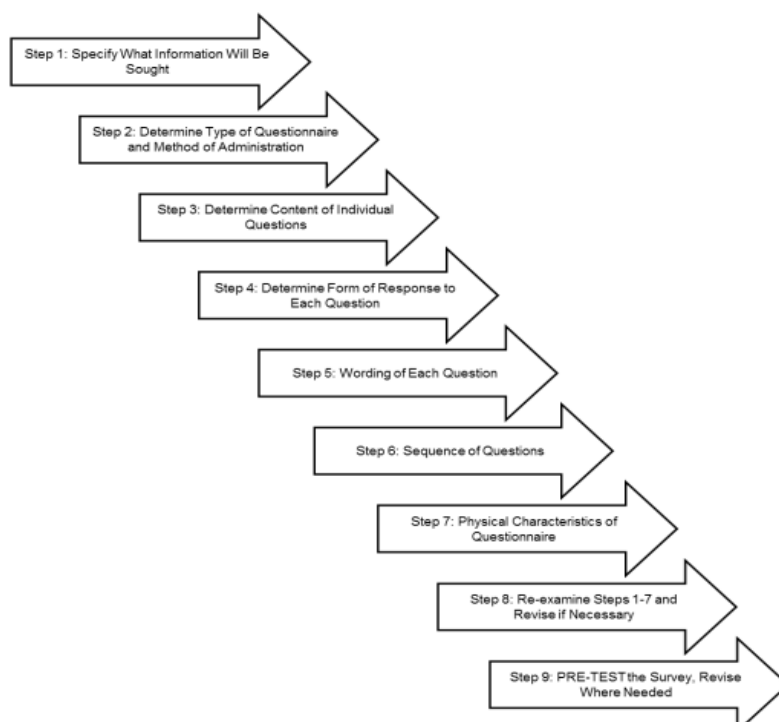 Step 1: Specify What Information Will Be
Sought
Step 2: Determine Type of Questionnaire
and Method of Administration
Step 3: Determine Content of Individual
Questions
Step 4: Determine Form of Response to
Each Question
Step 5: Wording of Each Question
Step 6: Sequence of Questions
Step 7: Physical Characteristics of
Questionnaire
Step 8: Re-examine Steps 1-7 and
Revise if Necessary
Step 9: PRE-TEST the Survey, Revise
Where Needed